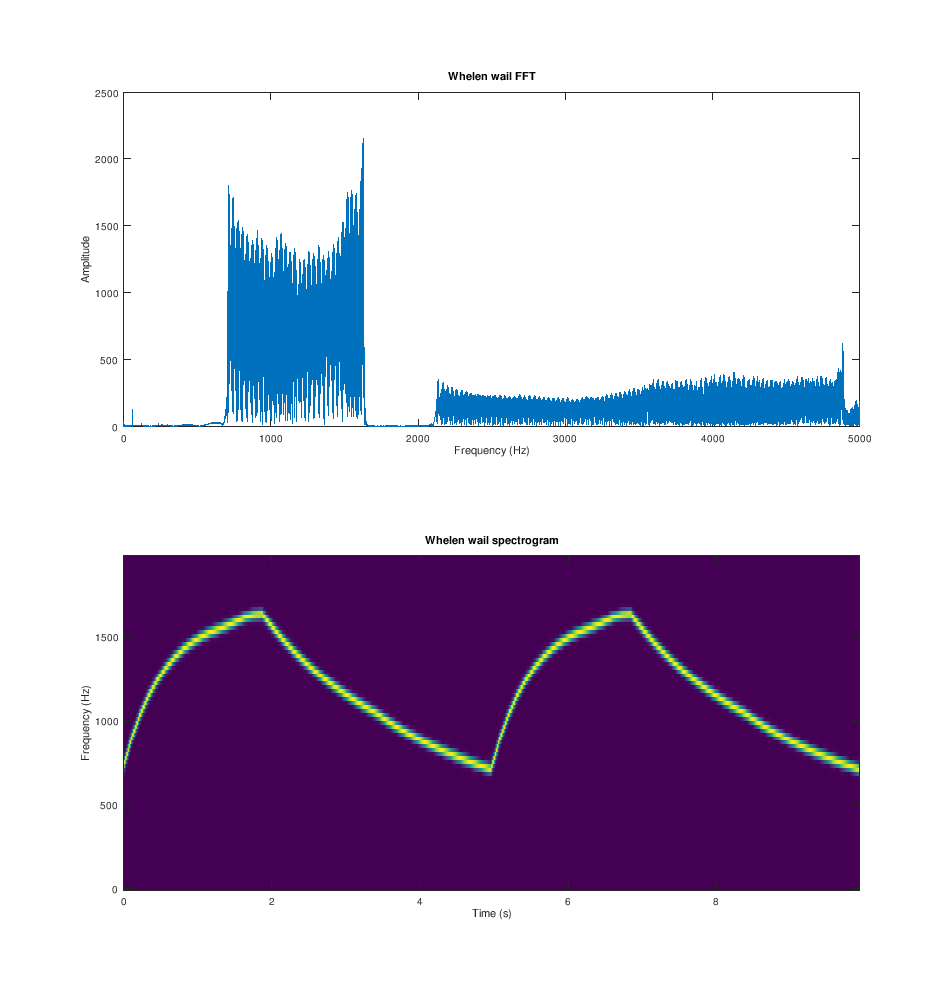 Whelen wail FFT
2500
2000
1500
1000
500
0
Amplitude
0 1000 2000 3000 4000 5000
Frequency (Hz)
Whelen wail spectrogram
1500
1000
500
0
Frequency (Hz)
0 2 4 6 8
Time (s)